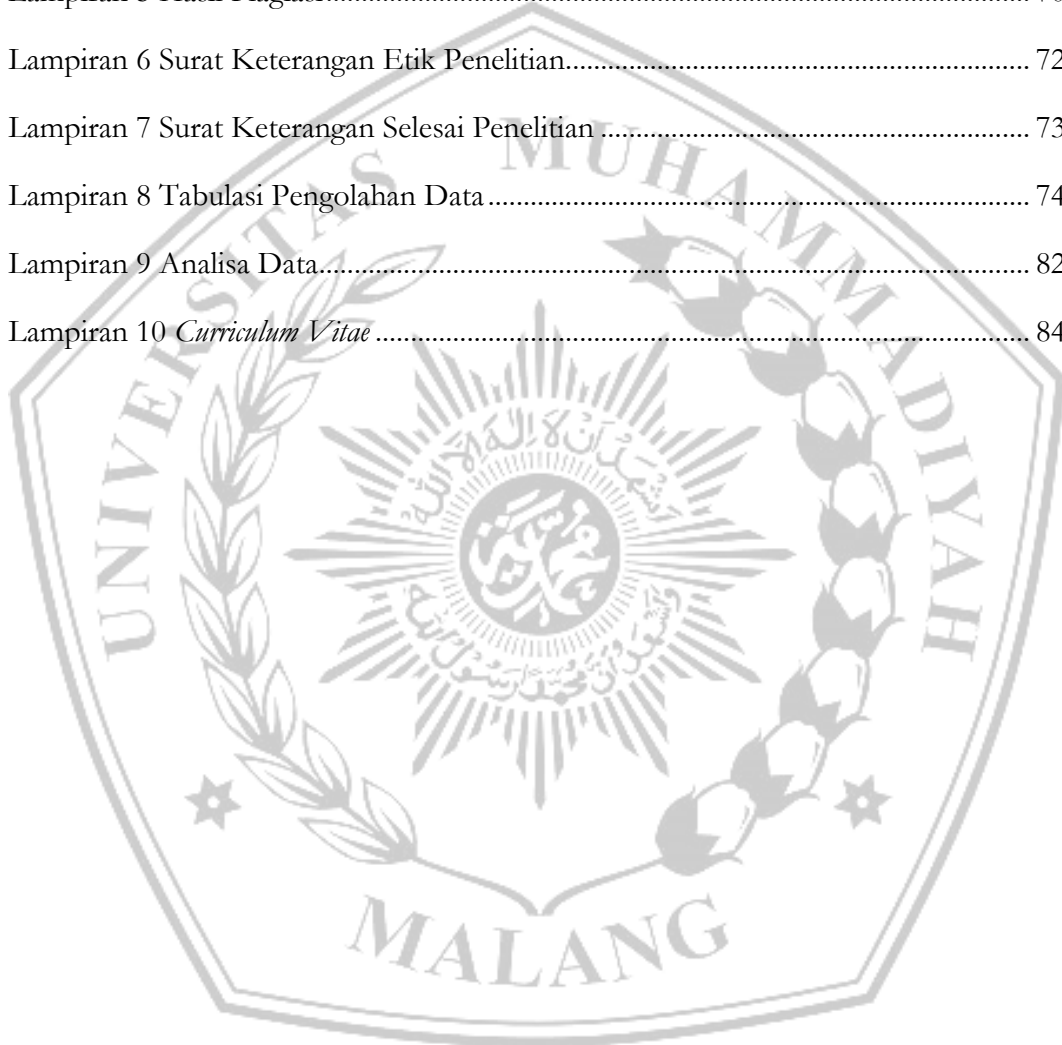 Lampiran 6 Surat Keterangan Etik Penelitian.......................................................................................... 72
Lampiran 7 Surat Keterangan Selesai Penelitian .................................................................................... 73
Lampiran 8 Tabulasi Pengolahan Data .................................................................................................. 74
Lampiran 9 Analisa Data........................................................................................................................ 82
Lampiran 10 Curriculum Vitae ............................................................................................................... 84
UNIVERSITAS MUHAMMADIYAH
MALANG